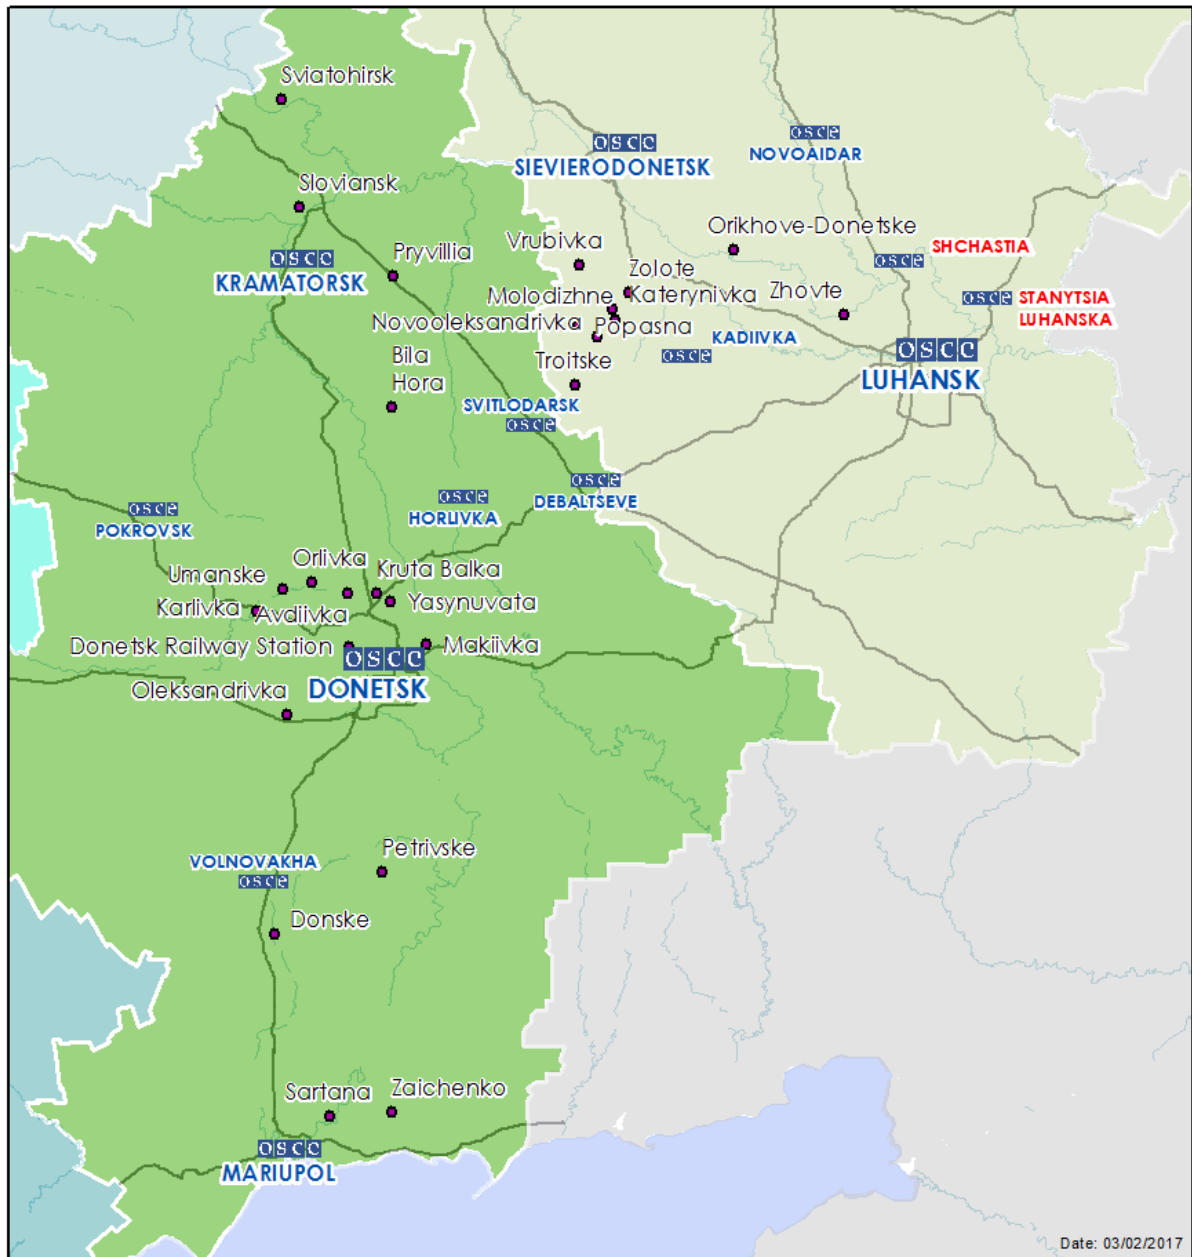 Sviatohirsk
osce
SIEVIERODONETSK
osce
NOVOAIDAR
Sloviansk
Orikhove-Donetske
osce
KRAMATORSK
Pryvillia
Vrubivka
SHCHASTIA
osce
Zolote
Molodizhne
Katerynivka
Zhovte
osce
STANYTSIA
LUHANSKA
Novooleksandrivka
Popasna
KADIIVKA
osce
osce
LUHANSK
Bila
Hora
Troitske
SVITLODARSK
osce
osce
DEBALTSEVE
osce
HORLIVKA
osce
POKROVSK
Orlivka
Umanske
Kruta Balka
Karlivka
Avdiivka
Yasynuvata
Donetsk Railway Station
Makiivka
osce
DONETSK
Oleksandrivka
Petrivske
VOLNOVAKHA
osce
Donske
Sartana
Zaichenko
osce
MARIUPOL
Date: 03/02/2017